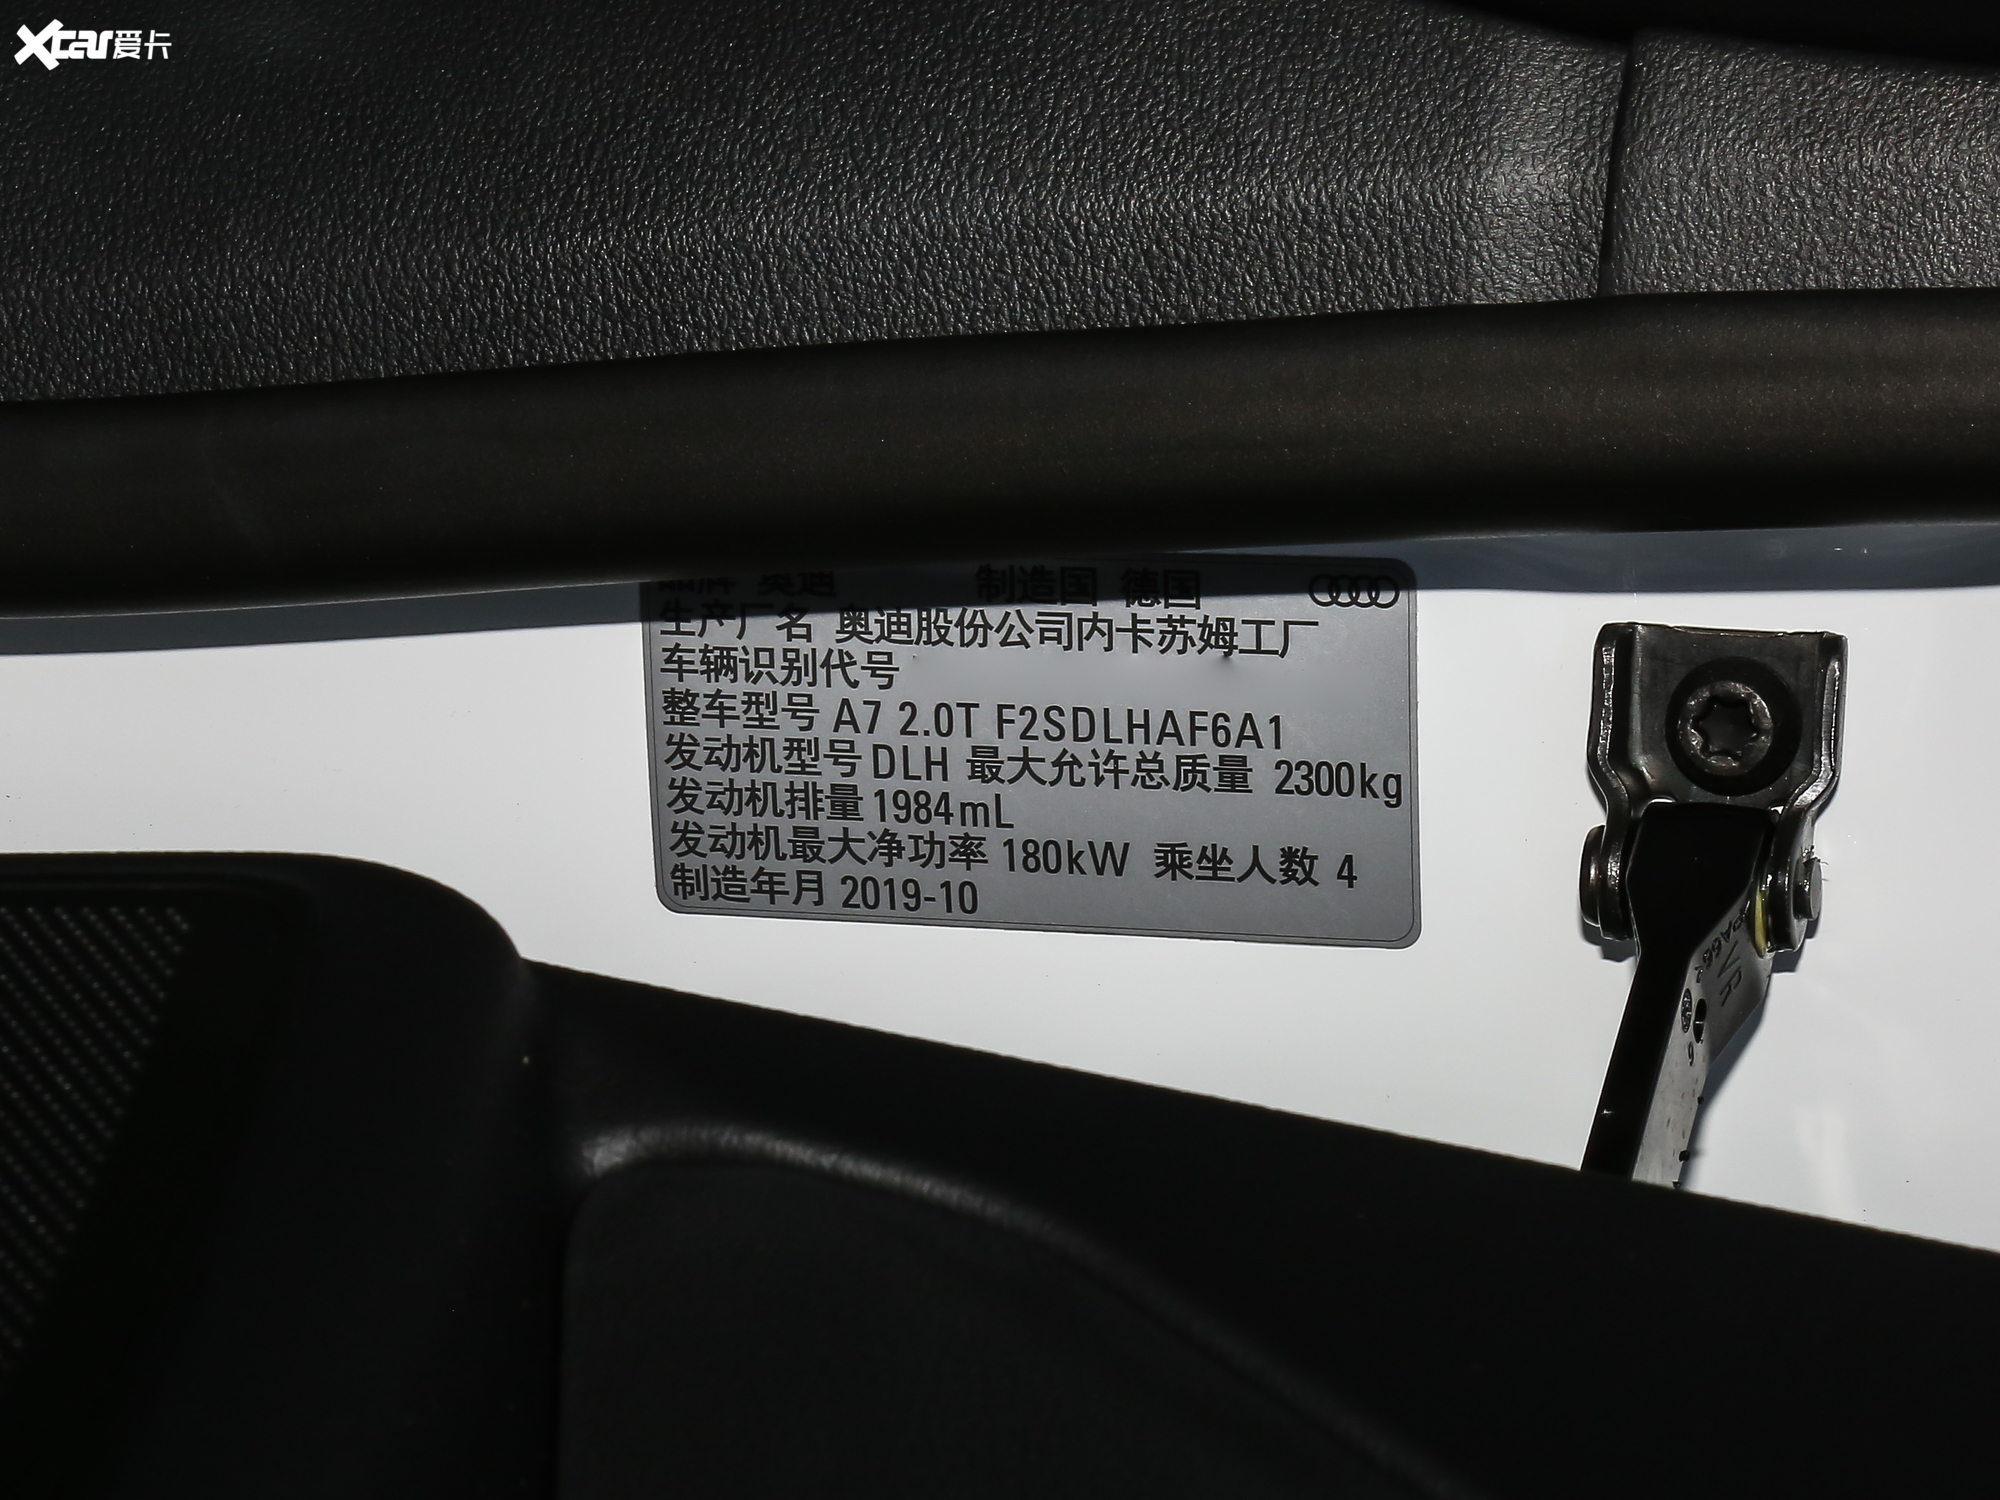 Xcar爱卡
品牌 奥迪 制造国 德国
生产厂名 奥迪股份公司内卡苏姆工厂
车辆识别代号
整车型号 A7 2.0T F2SDLHAF6A1
发动机型号 DLH 最大允许总质量 2300kg
发动机排量 1984mL
发动机最大净功率 180kW 乘坐人数 4
制造年月 2019-10